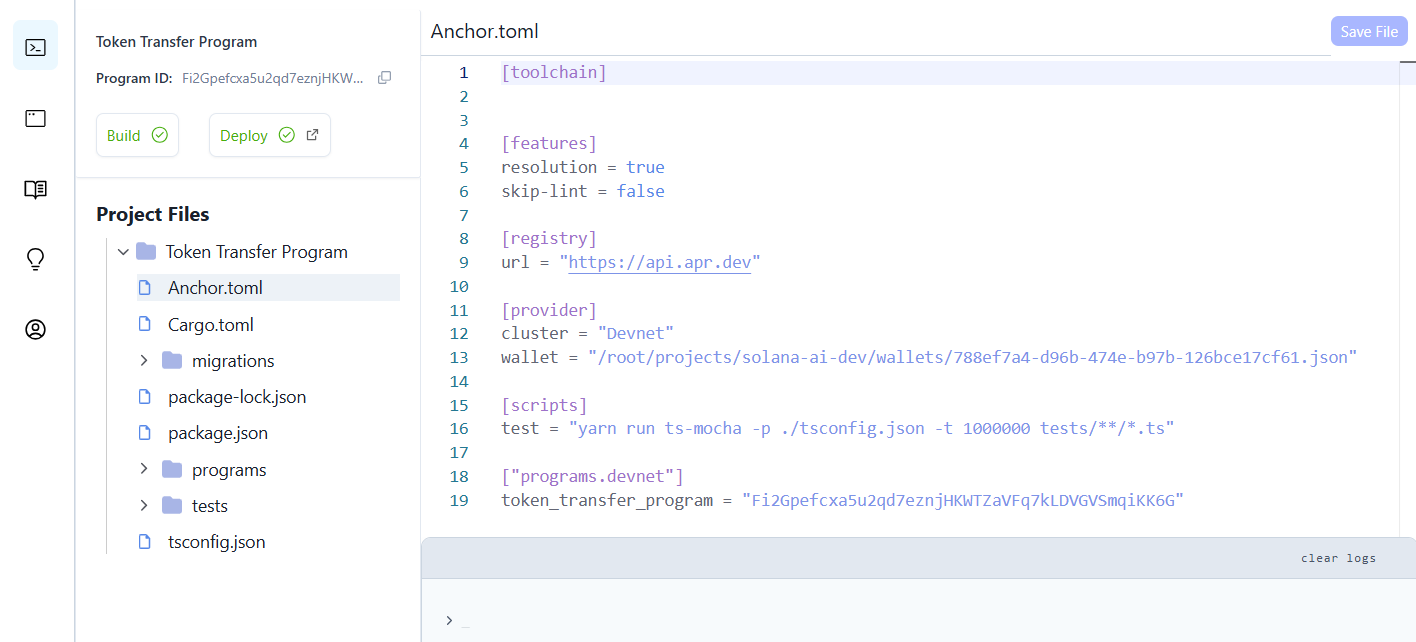 Token Transfer Program
Program ID: Fi2Gpefcxa5u2qd7eznjHKW...
Build
Deploy
Project Files
Token Transfer Program
Anchor.toml
Cargo.toml
migrations
package-lock.json
package.json
programs
tests
tsconfig.json
Anchor.toml
Save File
1 [toolchain]
2
3
4 [features]
5 resolution = true
6 skip-lint = false
7
8 [registry]
9 url = "https://api.apr.dev"
10
11 [provider]
12 cluster = "Devnet"
13 wallet = "/root/projects/solana-ai-dev/wallets/788ef7a4-d96b-474e-b97b-126bce17cf61.json"
14
15 [scripts]
16 test = "yarn run ts-mocha -p ./tsconfig.json -t 1000000 tests/**/*.ts"
17
18 ["programs.devnet"]
19 token_transfer_program = "Fi2Gpefcxa5u2qd7eznjHKWTZaVFq7kLDVGVSmqiKK6G"
clear logs
> _